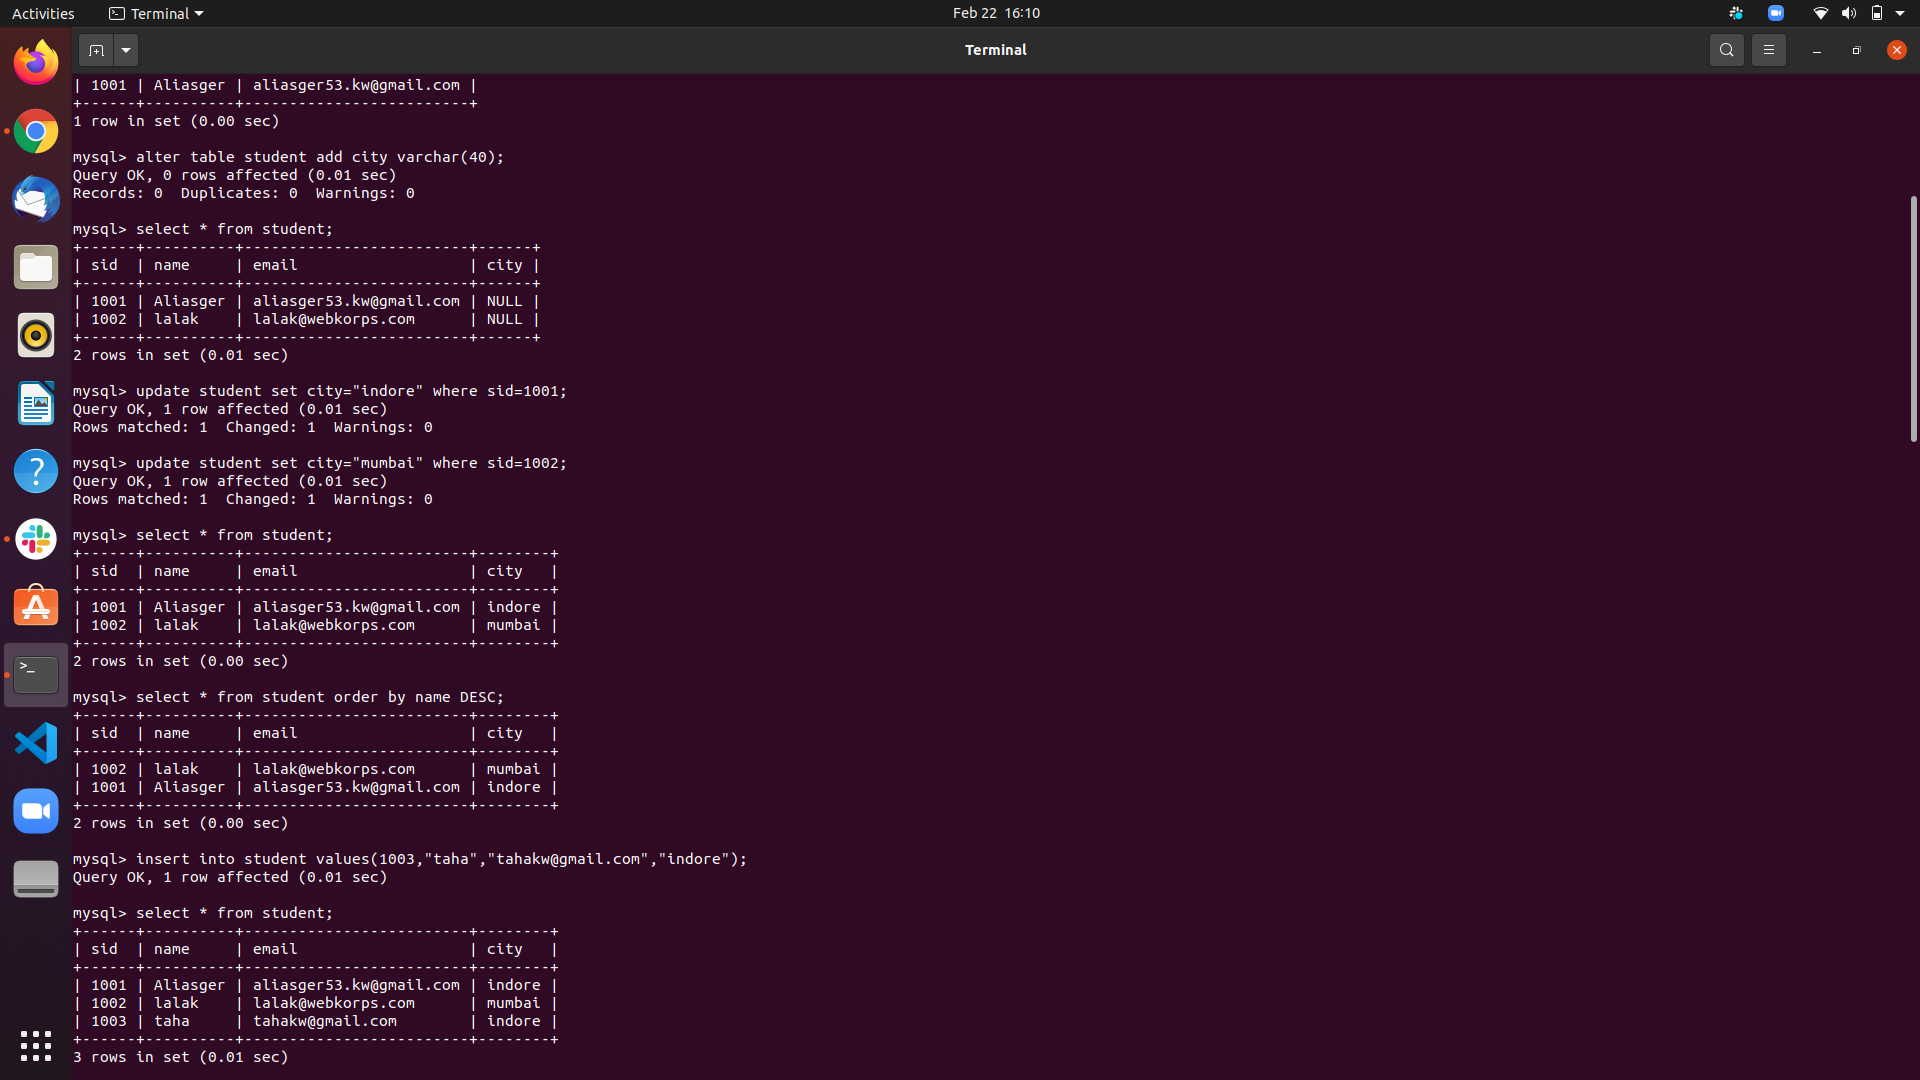 Activities Terminal Feb 22 16:10
Terminal
| 1001 | Aliasger | aliasger53.kw@gmail.com |
+------+----------+-------------------------+
1 row in set (0.00 sec)
mysql> alter table student add city varchar(40);
Query OK, 0 rows affected (0.01 sec)
Records: 0  Duplicates: 0  Warnings: 0
mysql> select * from student;
+------+----------+-------------------------+------+
| sid  | name     | email                   | city |
+------+----------+-------------------------+------+
| 1001 | Aliasger | aliasger53.kw@gmail.com | NULL |
| 1002 | lalak    | lalak@webkorps.com      | NULL |
+------+----------+-------------------------+------+
2 rows in set (0.01 sec)
mysql> update student set city="indore" where sid=1001;
Query OK, 1 row affected (0.01 sec)
Rows matched: 1  Changed: 1  Warnings: 0
mysql> update student set city="mumbai" where sid=1002;
Query OK, 1 row affected (0.01 sec)
Rows matched: 1  Changed: 1  Warnings: 0
mysql> select * from student;
+------+----------+-------------------------+--------+
| sid  | name     | email                   | city   |
+------+----------+-------------------------+--------+
| 1001 | Aliasger | aliasger53.kw@gmail.com | indore |
| 1002 | lalak    | lalak@webkorps.com      | mumbai |
+------+----------+-------------------------+--------+
2 rows in set (0.00 sec)
mysql> select * from student order by name DESC;
+------+----------+-------------------------+--------+
| sid  | name     | email                   | city   |
+------+----------+-------------------------+--------+
| 1002 | lalak    | lalak@webkorps.com      | mumbai |
| 1001 | Aliasger | aliasger53.kw@gmail.com | indore |
+------+----------+-------------------------+--------+
2 rows in set (0.00 sec)
mysql> insert into student values(1003,"taha","tahakw@gmail.com","indore");
Query OK, 1 row affected (0.01 sec)
mysql> select * from student;
+------+----------+-------------------------+--------+
| sid  | name     | email                   | city   |
+------+----------+-------------------------+--------+
| 1001 | Aliasger | aliasger53.kw@gmail.com | indore |
| 1002 | lalak    | lalak@webkorps.com      | mumbai |
| 1003 | taha     | tahakw@gmail.com        | indore |
+------+----------+-------------------------+--------+
3 rows in set (0.01 sec)